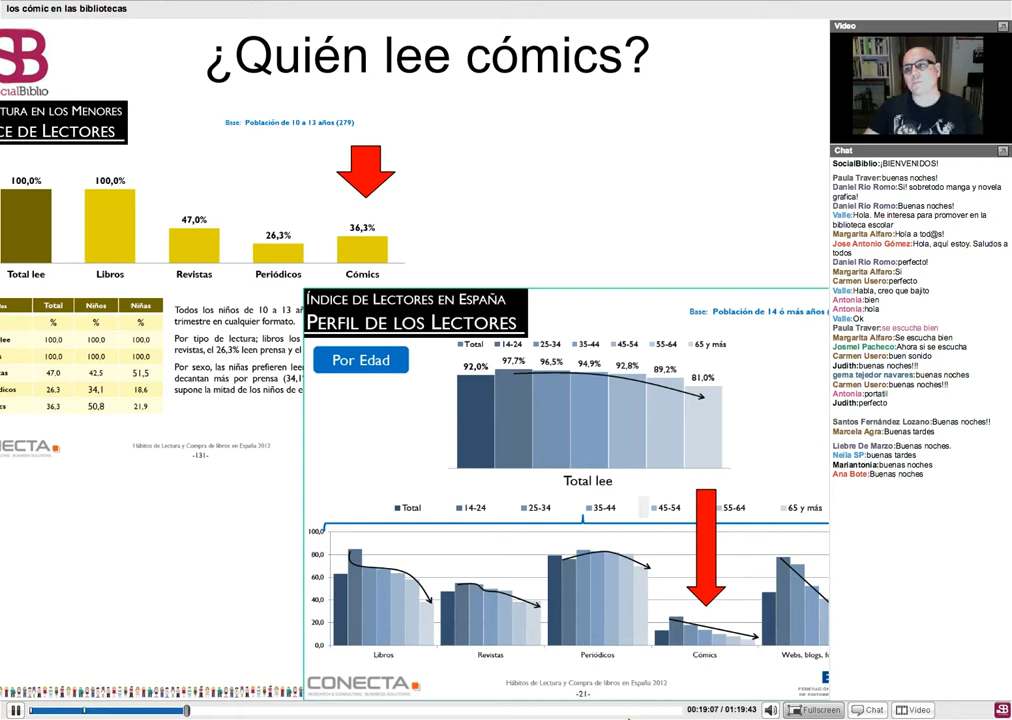 los cómic en las bibliotecas
¿Quién lee cómics?
SB
cialBiblio
TURA EN LOS MENORES
CE DE LECTORES
Base: Población de 10 a 13 años (279)
100,0% 100,0% 47,0% 26,3% 36,3%
Total lee Libros Revistas Periódicos Cómics
Total Niños Niñas
% % %
lee 100,0 100,0 100,0
s 100,0 100,0 100,0
tas 47,0 42,5 51,5
dicos 26,3 34,1 18,6
cs 36,3 50,8 21,9
Todos los niños de 10 a 13 añ
trimestre en cualquier formato.
Por tipo de lectura; libros los
revistas, el 26,3% leen prensa y el
Por sexo, las niñas prefieren leer
decantan más por prensa (34,1
supone la mitad de los niños de e
NECTA
Hábitos de Lectura y Compra de libros en España 2012
-131-
ÍNDICE DE LECTORES EN ESPAÑA
PERFIL DE LOS LECTORES
Base: Población de 14 ó más años (
Por Edad
Total 14-24 25-34 35-44 45-54 55-64 65 y más
92,0% 97,7% 96,5% 94,9% 92,8% 89,2% 81,0%
Total lee
Total 14-24 25-34 35-44 45-54 55-64 65 y más
100,0
80,0
60,0
40,0
20,0
0,0
Libros Revistas Periódicos Cómics Webs, blogs, f
CONECTA
RESEARCH & CONSULTING BUSINESS SOLUTIONS
Hábitos de Lectura y Compra de libros en España 2012
-21-
FEDERACIÓ
DE GREMIOS
Video
Chat
SocialBiblio:¡BIENVENIDOS!
Paula Traver:buenas noches!
Daniel Rio Romo:Si! sobretodo manga y novela
grafica!
Daniel Rio Romo:Buenas noches!
Valle:Hola. Me interesa para promover en la
biblioteca escolar
Margarita Alfaro:Hola a tod@s!
Jose Antonio Gómez:Hola, aquí estoy. Saludos a
todos
Daniel Rio Romo:perfecto!
Margarita Alfaro:Si
Carmen Usero:perfecto
Valle:Habla, creo que bajito
Antonia:bien
Antonia:hola
Valle:Ok
Paula Traver:se escucha bien
Margarita Alfaro:Se escucha bien
Josmel Pacheco:Ahora si se escucha
Carmen Usero:buen sonido
Judith:buenas noches!!!
gema tejedor navares:buenas noches
Carmen Usero:buenas noches!!!
Antonia:portatil
Judith:perfecto
Santos Fernández Lozano:Buenas noches!!
Marcela Agra:Buenas tardes
Liebre De Marzo:Buenas noches.
Neila SP:buenas tardes
Mariantonia:buenas noches
Ana Bote:Buenas noches
00:19:07 / 01:19:43
Fullscreen Chat Video
SB